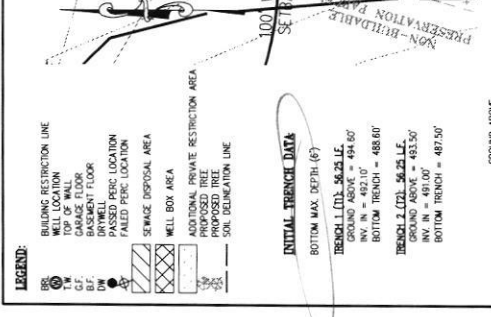 LEGEND:
BRL BUILDING RESTRICTION LINE
WELL LOCATION
T.W. TOP OF WALL
G.F. GARAGE FLOOR
B.F. BASEMENT FLOOR
DW DRYWELL
PASSED PERC LOCATION
FAILED PERC LOCATION
SEWAGE DISPOSAL AREA
WELL BOX AREA
ADDITIONAL PRIVATE RESTRICTION AREA
PROPOSED TREE
PROPOSED TREE
SOIL DELINEATION LINE
INITIAL TRENCH DATA
BOTTOM MAX. DEPTH (6')
TRENCH 1 (T1): 56.25 L.F.
GROUND ABOVE = 494.60'
INV. IN = 492.10'
BOTTOM TRENCH = 488.60'
TRENCH 2 (T2): 56.25 L.F.
GROUND ABOVE = 493.50'
INV. IN = 491.00'
BOTTOM TRENCH = 487.50'
100'
NON-BUILDABLE
PRESERVATION